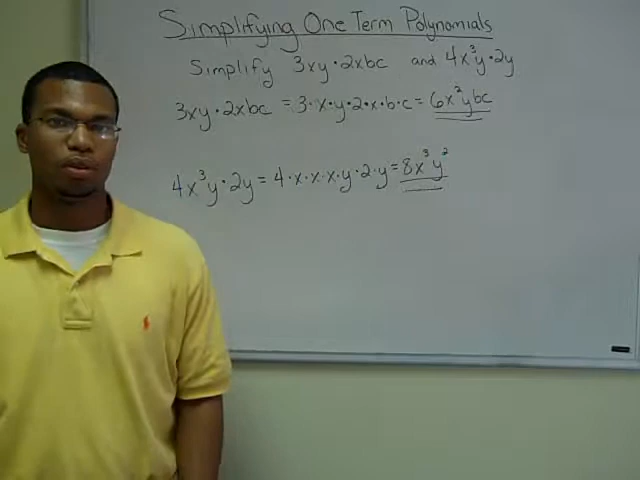 Simplifying One Term Polynomials
Simplify 3xy · 2xbc and 4x³y · 2y
3xy · 2xbc = 3 · x · y · 2 · x · b · c = 6x²ybc
4x³y · 2y = 4 · x · x · x · y · 2 · y = 8x³y²